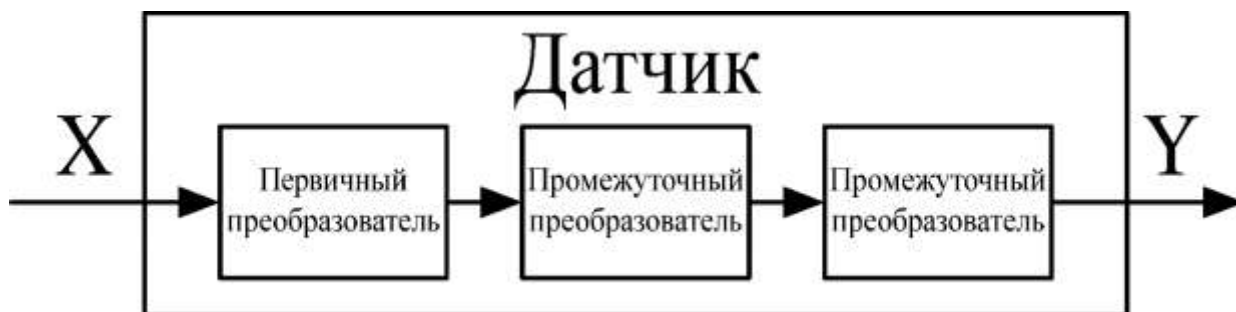 Датчик
X
Первичный
преобразователь
Промежуточный
преобразователь
Промежуточный
преобразователь
Y